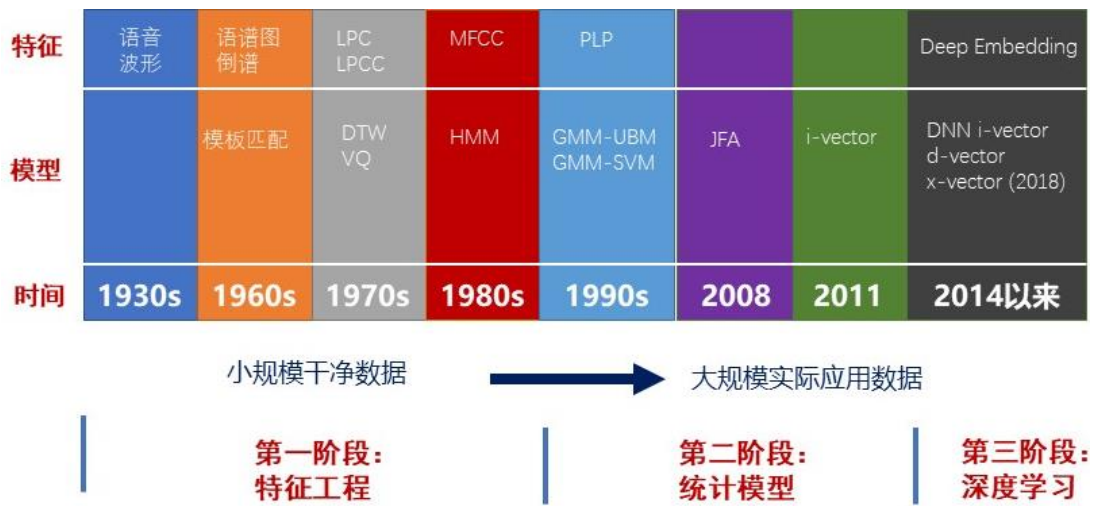 特征
语音
波形
语谱图
倒谱
LPC
LPCC
MFCC
PLP
Deep Embedding
模型
模板匹配
DTW
VQ
HMM
GMM-UBM
GMM-SVM
JFA
i-vector
DNN i-vector
d-vector
x-vector (2018)
时间
1930s
1960s
1970s
1980s
1990s
2008
2011
2014以来
小规模干净数据
大规模实际应用数据
第一阶段：
特征工程
第二阶段：
统计模型
第三阶段：
深度学习